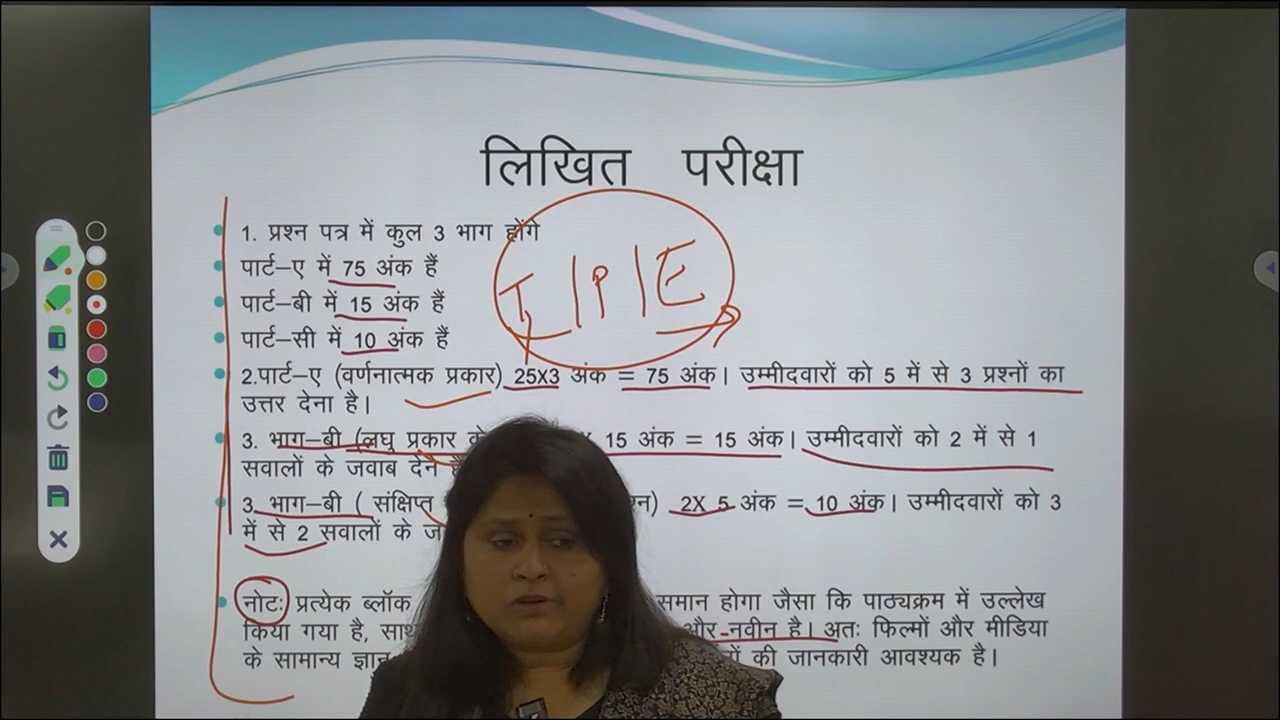 लिखित परीक्षा
1. प्रश्न पत्र में कुल 3 भाग होंगे
पार्ट–ए में 75 अंक हैं
पार्ट–बी में 15 अंक हैं
पार्ट–सी में 10 अंक हैं
T | P | E
2.पार्ट–ए (वर्णनात्मक प्रकार) 25X3 अंक = 75 अंक। उम्मीदवारों को 5 में से 3 प्रश्नों का
उत्तर देना है।
3. भाग–बी (लघु प्रकार 15 अंक = 15 अंक। उम्मीदवारों को 2 में से 1
सवालों के जवाब देने
3. भाग–बी ( संक्षिप्त 2X 5 अंक = 10 अंक। उम्मीदवारों को 3
में से 2 सवालों के
नोटः प्रत्येक ब्लॉक समान होगा जैसा कि पाठ्यक्रम में उल्लेख
किया गया है, और नवीन है। अतः फिल्मों और मीडिया
के सामान्य ज्ञान की जानकारी आवश्यक है।